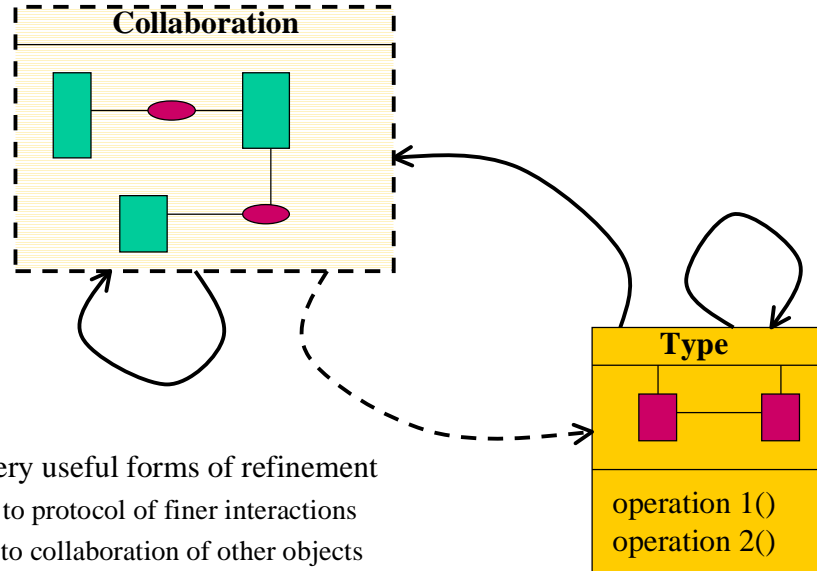 Collaboration
Type
operation 1()
operation 2()
useful forms of refinement
to protocol of finer interactions
to collaboration of other objects